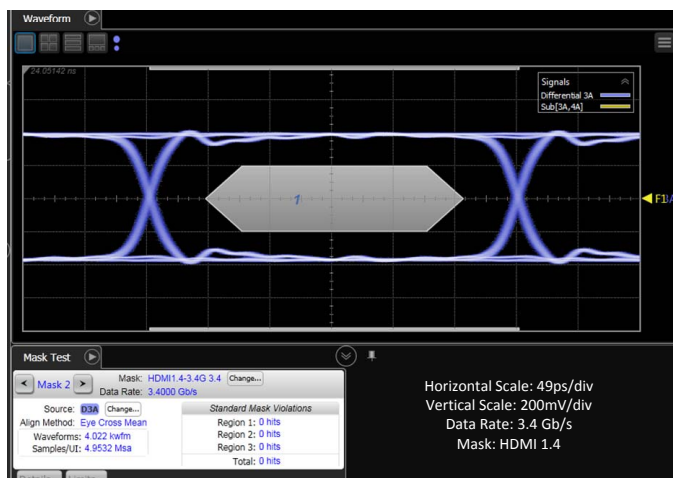 Waveform
24.05142 ns
Signals
Differential 3A
Sub[3A,4A]
1
F1
3A
Mask Test
Mask 2
Mask: HDMI1.4-3.4G 3.4 Change...
Data Rate: 3.4000 Gb/s
Source: D3A Change...
Align Method: Eye Cross Mean
Waveforms: 4.022 kwfm
Samples/UI: 4.9532 Msa
Standard Mask Violations
Region 1: 0 hits
Region 2: 0 hits
Region 3: 0 hits
Total: 0 hits
Horizontal Scale: 49ps/div
Vertical Scale: 200mV/div
Data Rate: 3.4 Gb/s
Mask: HDMI 1.4